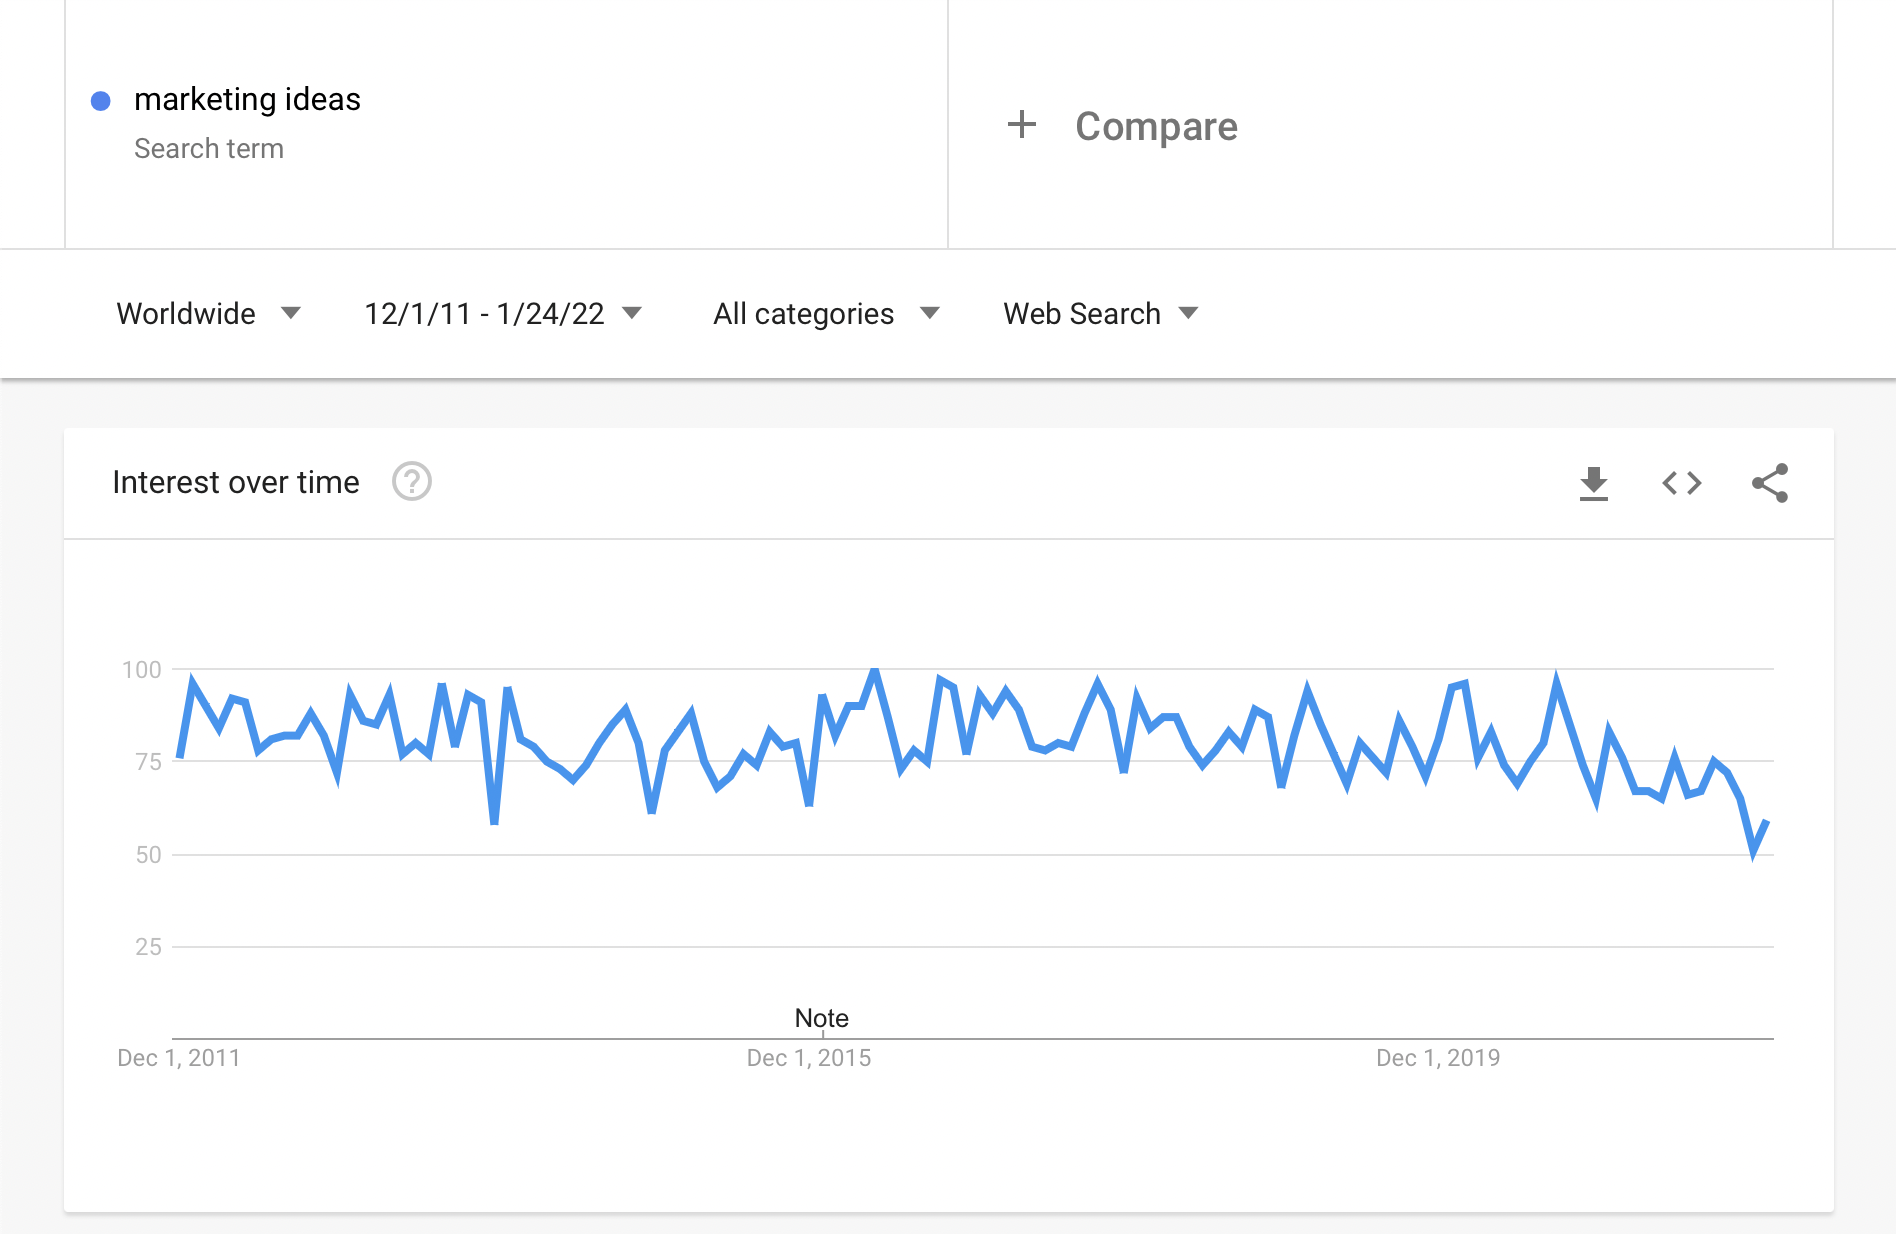 marketing ideas
Search term
+ Compare
Worldwide
12/1/11 - 1/24/22
All categories
Web Search
Interest over time
?
100
75
50
25
Note
Dec 1, 2011
Dec 1, 2015
Dec 1, 2019